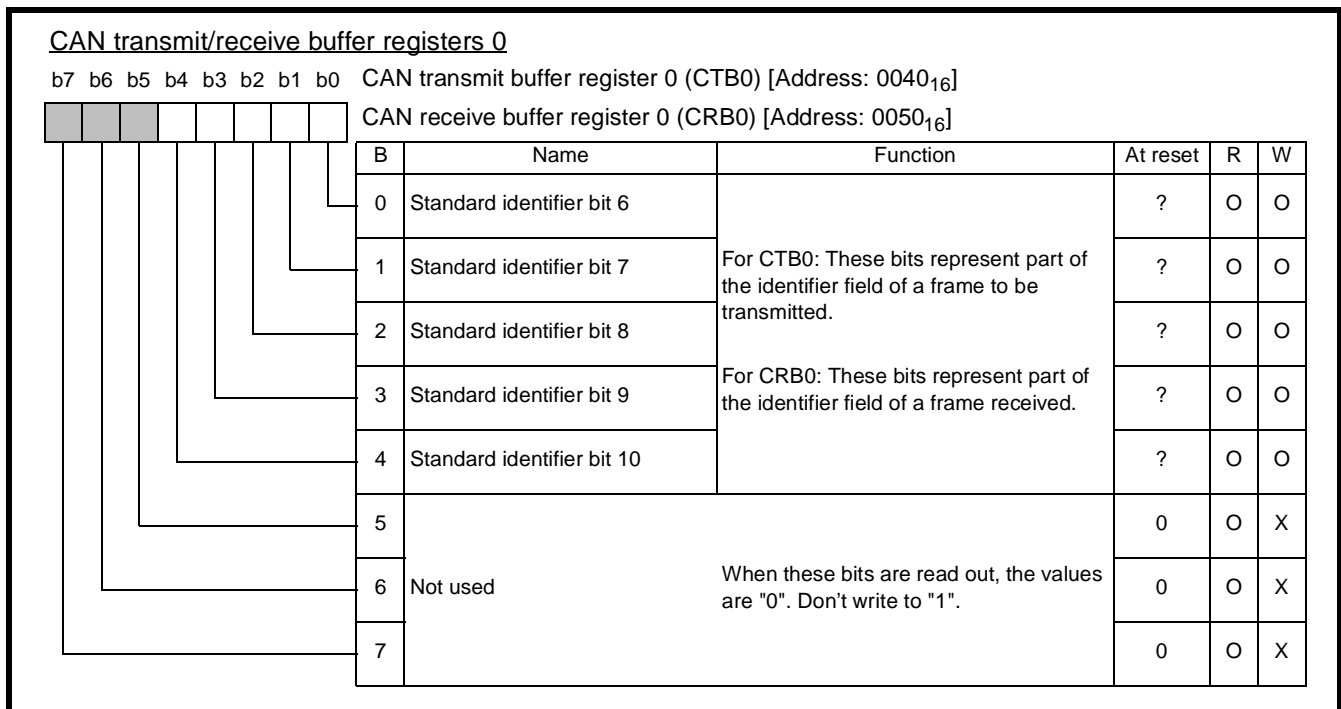 CAN transmit/receive buffer registers 0
b7 b6 b5 b4 b3 b2 b1 b0 CAN transmit buffer register 0 (CTB0) [Address: 0040₁₆]
CAN receive buffer register 0 (CRB0) [Address: 0050₁₆]
B Name Function At reset R W
0 Standard identifier bit 6 ? O O
1 Standard identifier bit 7 ? O O
2 Standard identifier bit 8 ? O O
3 Standard identifier bit 9 ? O O
4 Standard identifier bit 10 ? O O
For CTB0: These bits represent part of
the identifier field of a frame to be
transmitted.
For CRB0: These bits represent part of
the identifier field of a frame received.
5 0 O X
6 Not used 0 O X
7 0 O X
When these bits are read out, the values
are "0". Don’t write to "1".